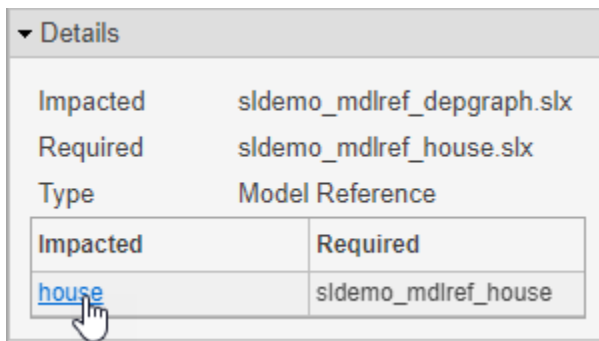 Details
Impacted sldemo_mdlref_depgraph.slx
Required sldemo_mdlref_house.slx
Type Model Reference
Impacted Required
house sldemo_mdlref_house